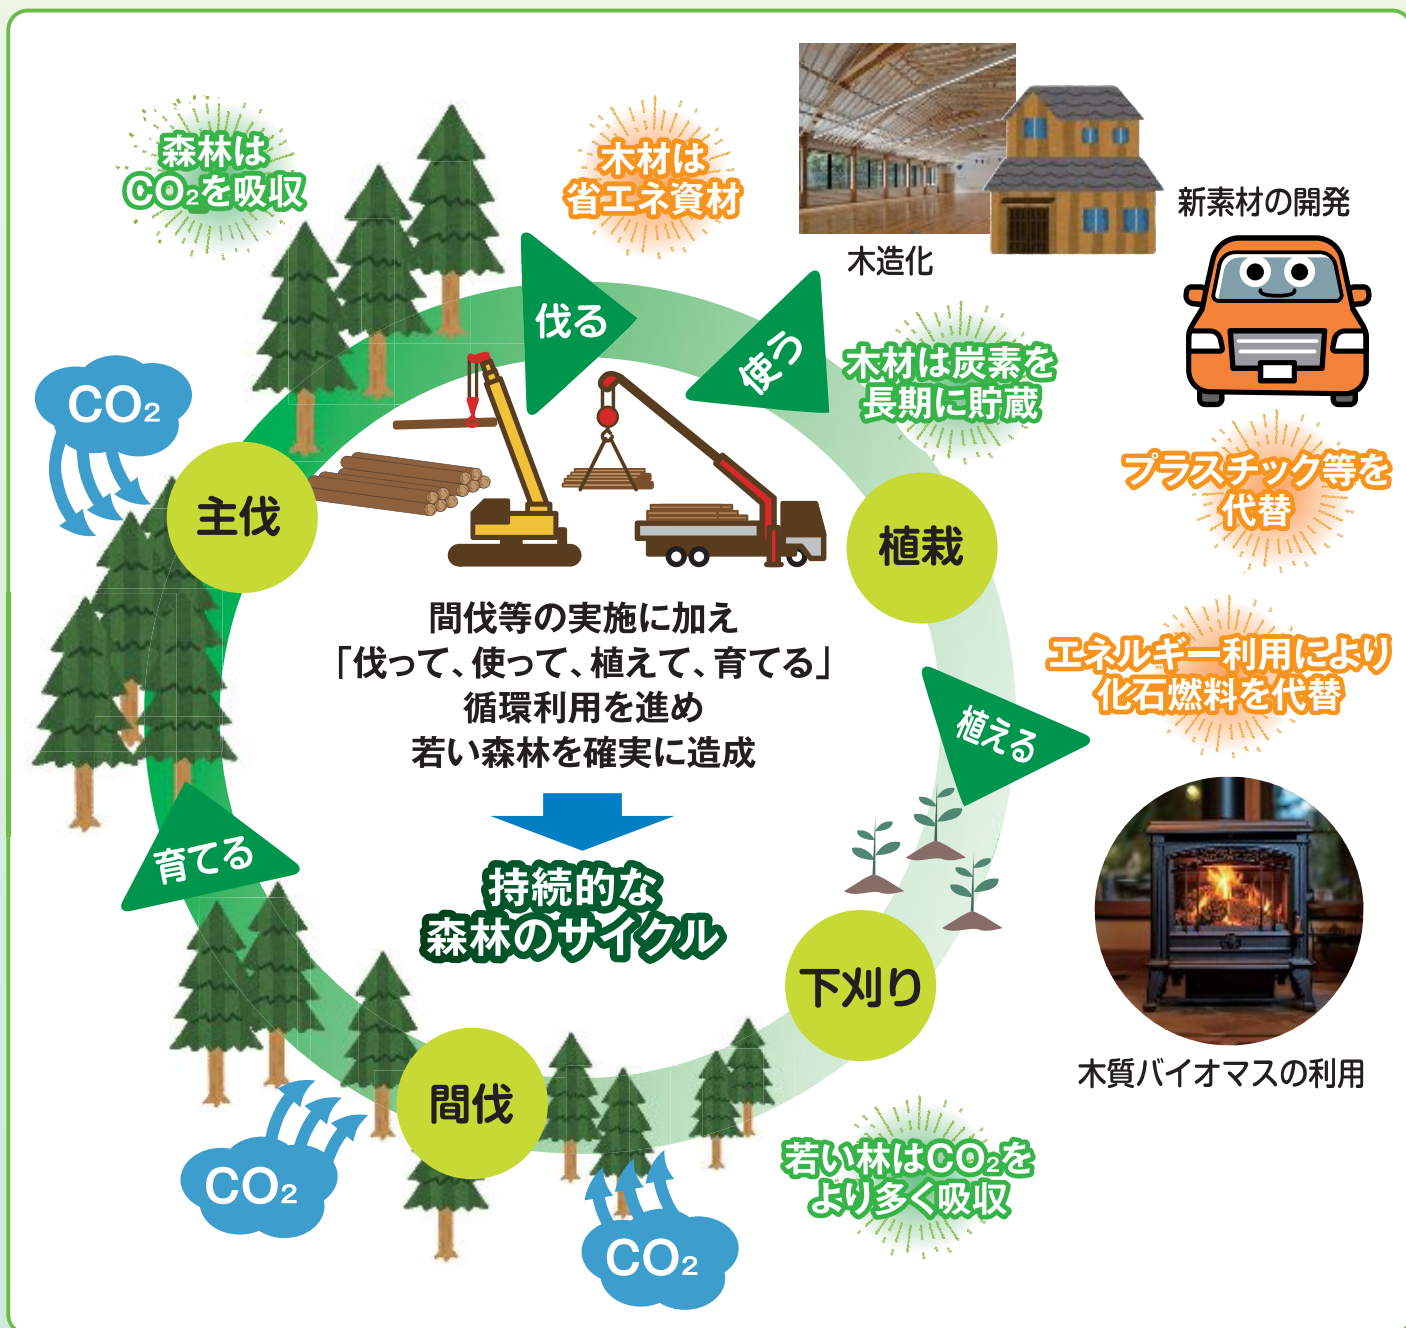 森林は
CO₂を吸収
木材は
省エネ資材
木造化
新素材の開発
伐る
使う
木材は炭素を
長期に貯蔵
CO₂
主伐
植栽
プラスチック等を
代替
間伐等の実施に加え
「伐って、使って、植えて、育てる」
循環利用を進め
若い森林を確実に造成
エネルギー利用により
化石燃料を代替
植える
育てる
持続的な
森林のサイクル
下刈り
木質バイオマスの利用
間伐
CO₂
若い林はCO₂を
より多く吸収
CO₂